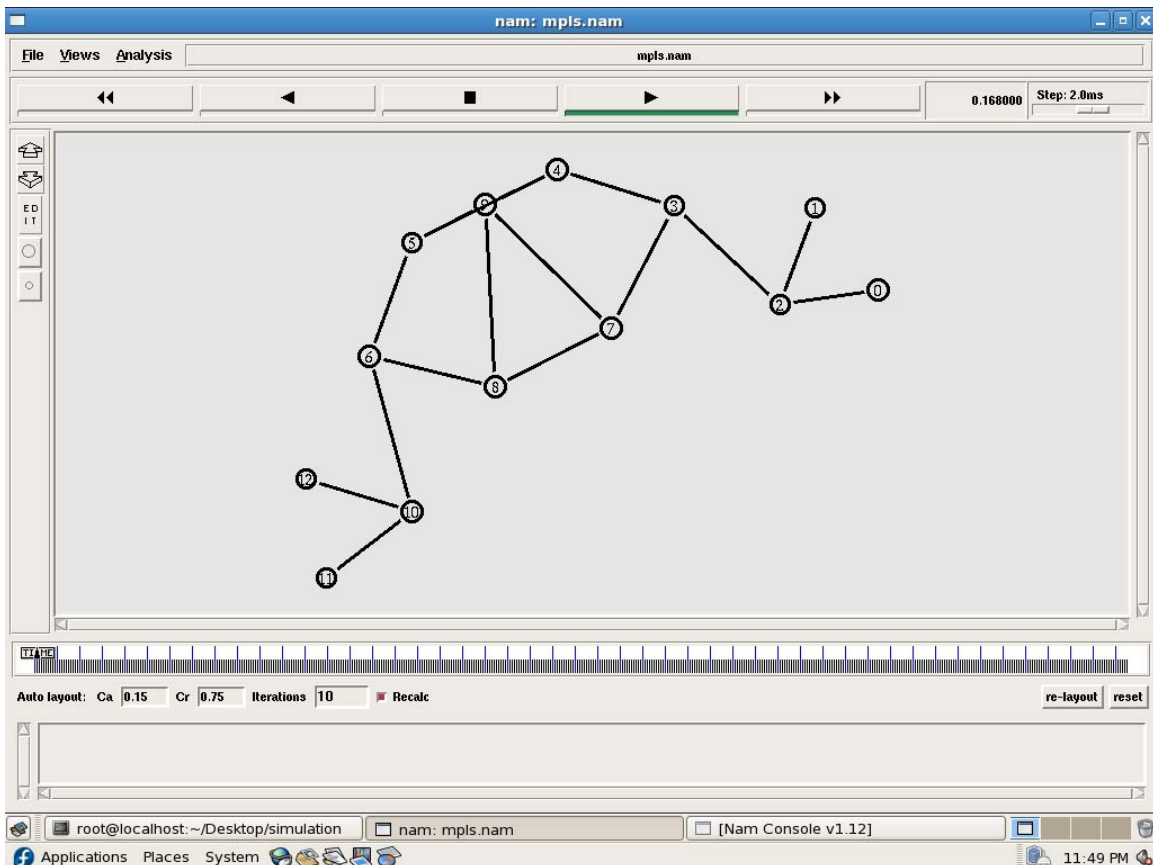 nam: mpls.nam
File Views Analysis mpls.nam
0.168000 Step: 2.0ms
ED
IT
4
9
3
1
5
0
2
7
6
8
12
10
11
TIME
Auto layout: Ca 0.15 Cr 0.75 Iterations 10 Recalc re-layout reset
root@localhost:~/Desktop/simulation nam: mpls.nam [Nam Console v1.12]
Applications Places System 11:49 PM